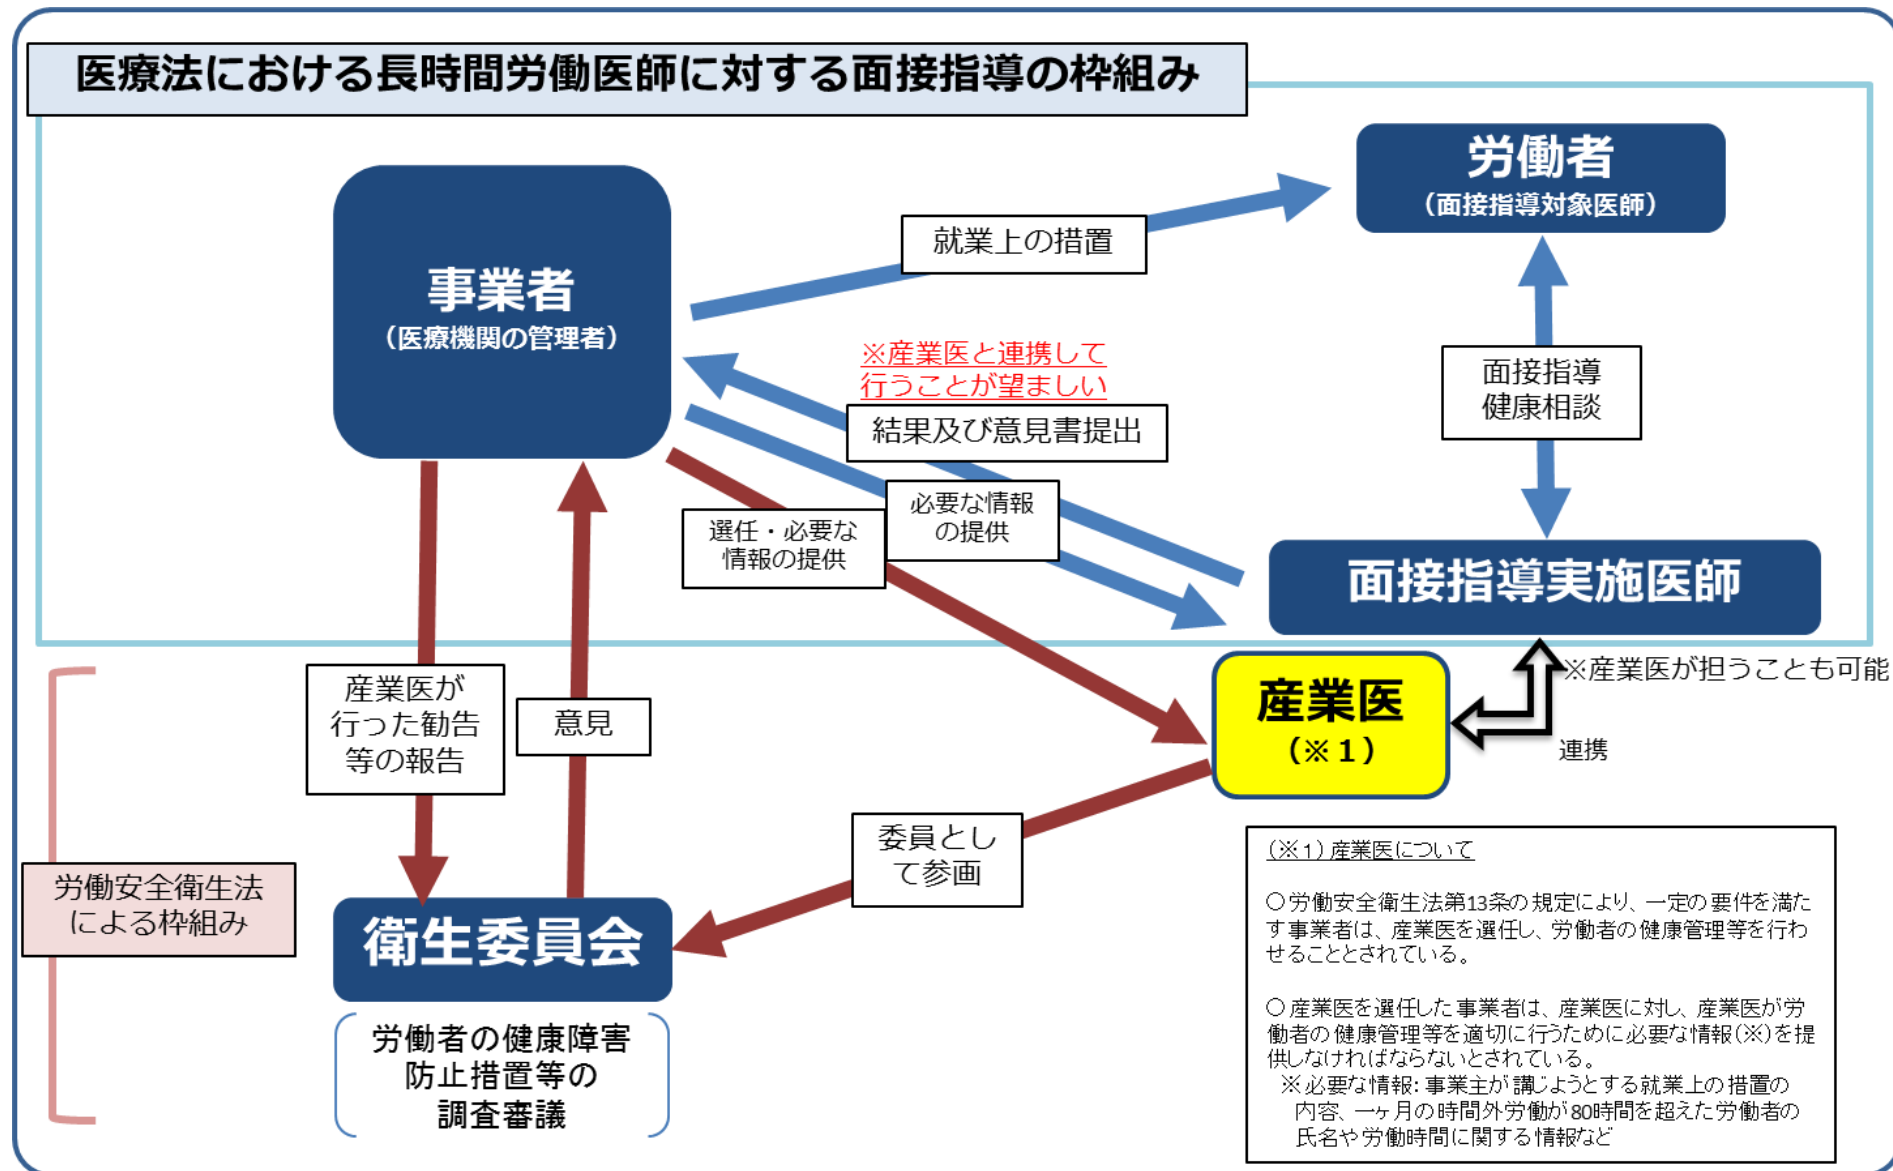 医療法における長時間労働医師に対する面接指導の枠組み
労働者
（面接指導対象医師）
事業者
（医療機関の管理者）
就業上の措置
※産業医と連携して
行うことが望ましい
結果及び意見書提出
面接指導
健康相談
必要な情報
の提供
選任・必要な
情報の提供
面接指導実施医師
※産業医が担うことも可能
連携
産業医
（※１）
産業医が
行った勧告
等の報告
意見
委員とし
て参画
労働安全衛生法
による枠組み
衛生委員会
労働者の健康障害
防止措置等の
調査審議
（※１）産業医について
○労働安全衛生法第13条の規定により、一定の要件を満た
す事業者は、産業医を選任し、労働者の健康管理等を行わ
せることとされている。
○産業医を選任した事業者は、産業医に対し、産業医が労
働者の健康管理等を適切に行うために必要な情報（※）を提
供しなければならないとされている。
※必要な情報：事業主が講じようとする就業上の措置の
内容、一ヶ月の時間外労働が80時間を超えた労働者の
氏名や労働時間に関する情報など